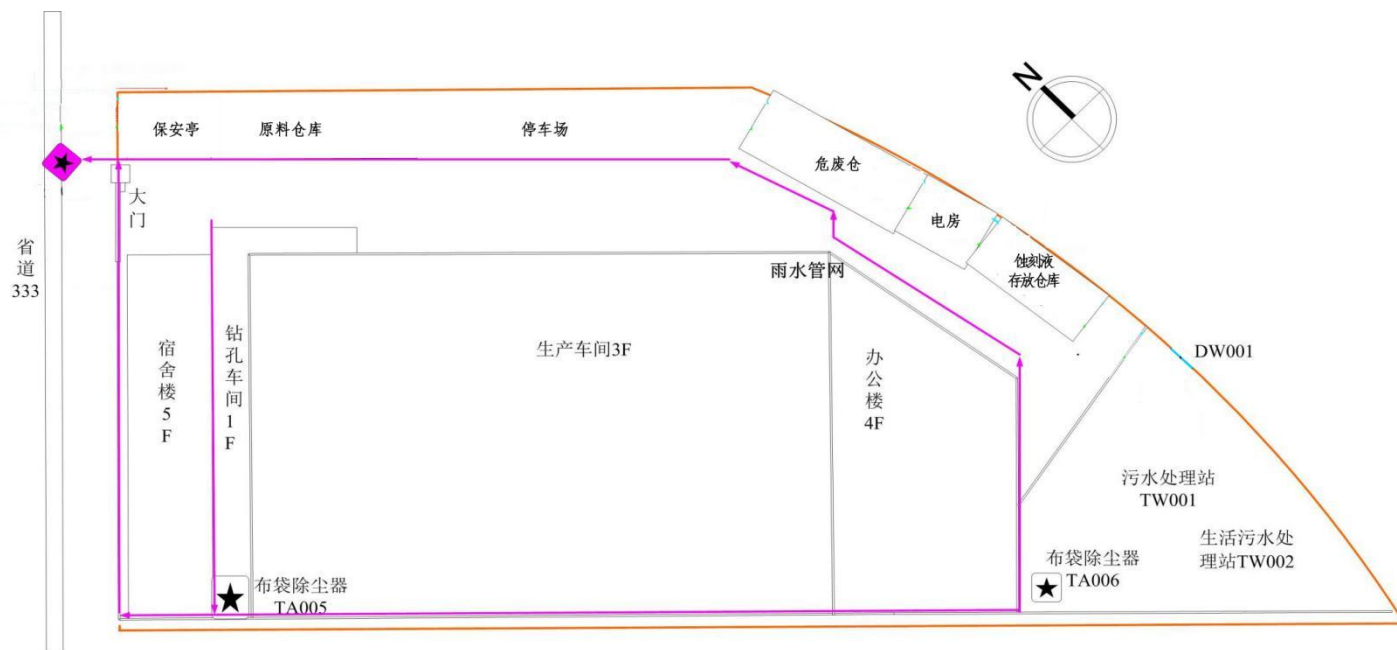 N
保安亭
原料仓库
停车场
危废仓
电房
蚀刻液
存放仓库
大门
省道
333
雨水管网
DW001
宿舍楼5F
钻孔车间1F
生产车间3F
办公楼4F
污水处理站
TW001
生活污水处
理站TW002
布袋除尘器
TA005
布袋除尘器
TA006